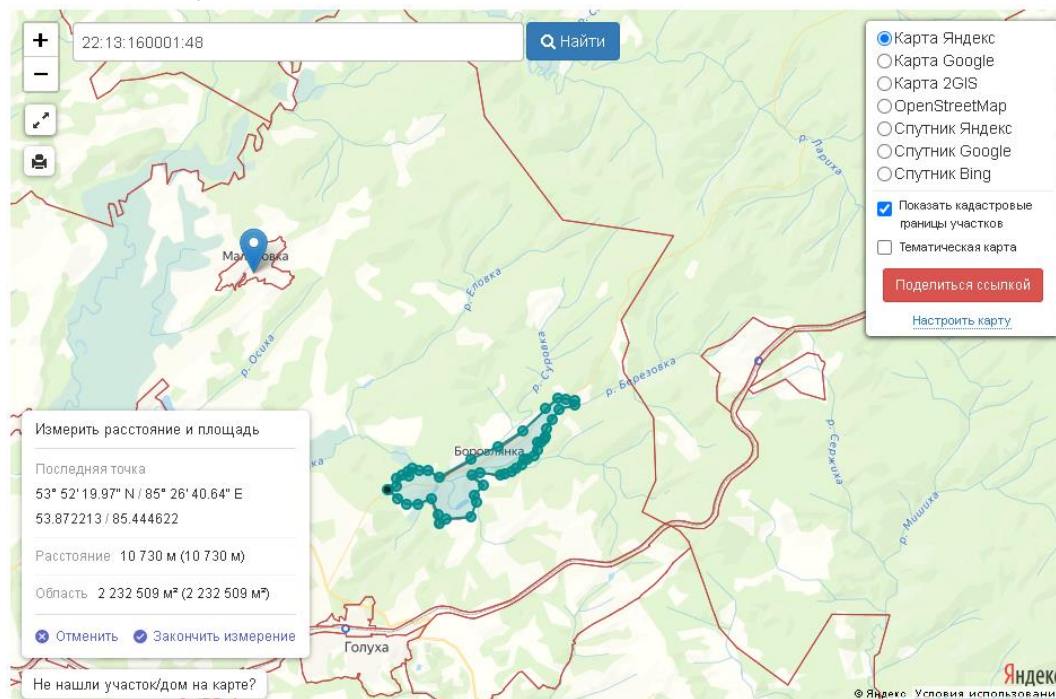 +
−
22:13:160001:48
Найти
Карта Яндекс
Карта Google
Карта 2GIS
OpenStreetMap
Спутник Яндекс
Спутник Google
Спутник Bing
Показать кадастровые
границы участков
Тематическая карта
Поделиться ссылкой
Настроить карту
р. Лариха
р. Еловка
р. Осиха
р. Суровка
р. Березовка
Боровлянка
р. Сержиха
р. Мишиха
Измерить расстояние и площадь
Последняя точка
53° 52' 19.97" N / 85° 26' 40.64" E
53.872213 / 85.444622
Расстояние 10 730 м (10 730 м)
Область 2 232 509 м² (2 232 509 м²)
Отменить Закончить измерение
Голуха
Не нашли участок/дом на карте?
Яндек
© Яндекс Условия использовани